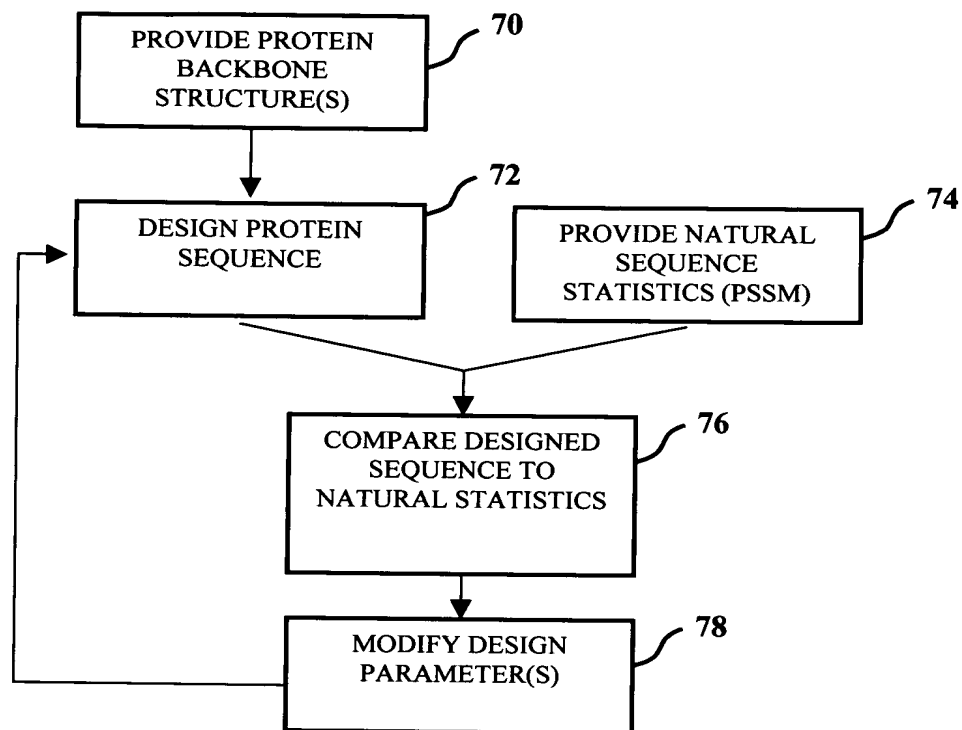 70
PROVIDE PROTEIN
BACKBONE
STRUCTURE(S)
72
DESIGN PROTEIN
SEQUENCE
74
PROVIDE NATURAL
SEQUENCE
STATISTICS (PSSM)
76
COMPARE DESIGNED
SEQUENCE TO
NATURAL STATISTICS
78
MODIFY DESIGN
PARAMETER(S)